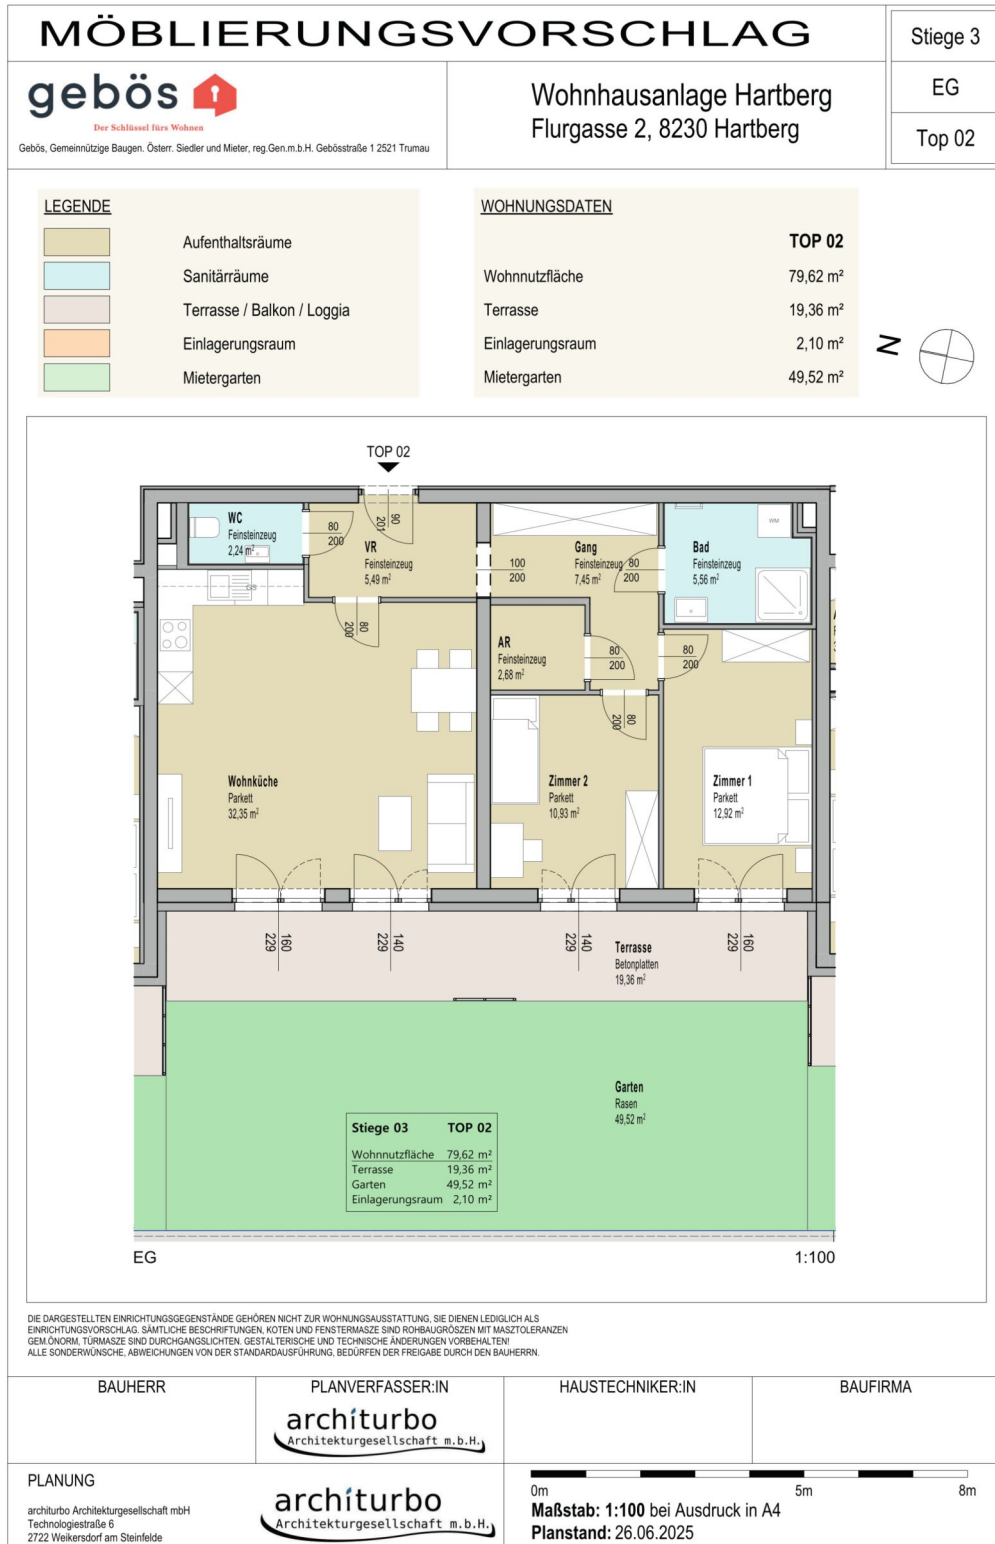 MÖBLIERUNGSVORSCHLAG
Stiege 3
EG
Top 02
gebös
Der Schlüssel fürs Wohnen
Gebös, Gemeinnützige Baugen. Österr. Siedler und Mieter, reg.Gen.m.b.H. Gebösstraße 1 2521 Trumau
Wohnhausanlage Hartberg
Flurgasse 2, 8230 Hartberg
LEGENDE
Aufenthaltsräume
Sanitärräume
Terrasse / Balkon / Loggia
Einlagerungsraum
Mietergarten
WOHNUNGSDATEN
TOP 02
Wohnnutzfläche 79,62 m²
Terrasse 19,36 m²
Einlagerungsraum 2,10 m²
Mietergarten 49,52 m²
N
TOP 02
WC
Feinsteinzeug
2,24 m²
80
200
90
201
VR
Feinsteinzeug
5,49 m²
100
200
Gang
Feinsteinzeug
7,45 m²
80
200
Bad
Feinsteinzeug
5,56 m²
WM
GS
80
200
AR
Feinsteinzeug
2,68 m²
80
200
80
200
80
200
Wohnküche
Parkett
32,35 m²
Zimmer 2
Parkett
10,93 m²
Zimmer 1
Parkett
12,92 m²
160
229
140
229
140
229
160
229
Terrasse
Betonplatten
19,36 m²
Garten
Rasen
49,52 m²
Stiege 03 TOP 02
Wohnnutzfläche 79,62 m²
Terrasse 19,36 m²
Garten 49,52 m²
Einlagerungsraum 2,10 m²
EG
1:100
DIE DARGESTELLTEN EINRICHTUNGSGEGENSTÄNDE GEHÖREN NICHT ZUR WOHNUNGSAUSSTATTUNG, SIE DIENEN LEDIGLICH ALS
EINRICHTUNGSVORSCHLAG. SÄMTLICHE BESCHRIFTUNGEN, KOTEN UND FENSTERMASZE SIND ROHBAUGRÖSZEN MIT MASZTOLERANZEN
GEM.ÖNORM, TÜRMASZE SIND DURCHGANGSLICHTEN. GESTALTERISCHE UND TECHNISCHE ÄNDERUNGEN VORBEHALTEN!
ALLE SONDERWÜNSCHE, ABWEICHUNGEN VON DER STANDARDAUSFÜHRUNG, BEDÜRFEN DER FREIGABE DURCH DEN BAUHERRN.
BAUHERR
PLANVERFASSER:IN
HAUSTECHNIKER:IN
BAUFIRMA
architurbo
Architekturgesellschaft m.b.H.
PLANUNG
architurbo Architekturgesellschaft mbH
Technologiestraße 6
2722 Weikersdorf am Steinfelde
architurbo
Architekturgesellschaft m.b.H.
0m 5m 8m
Maßstab: 1:100 bei Ausdruck in A4
Planstand: 26.06.2025